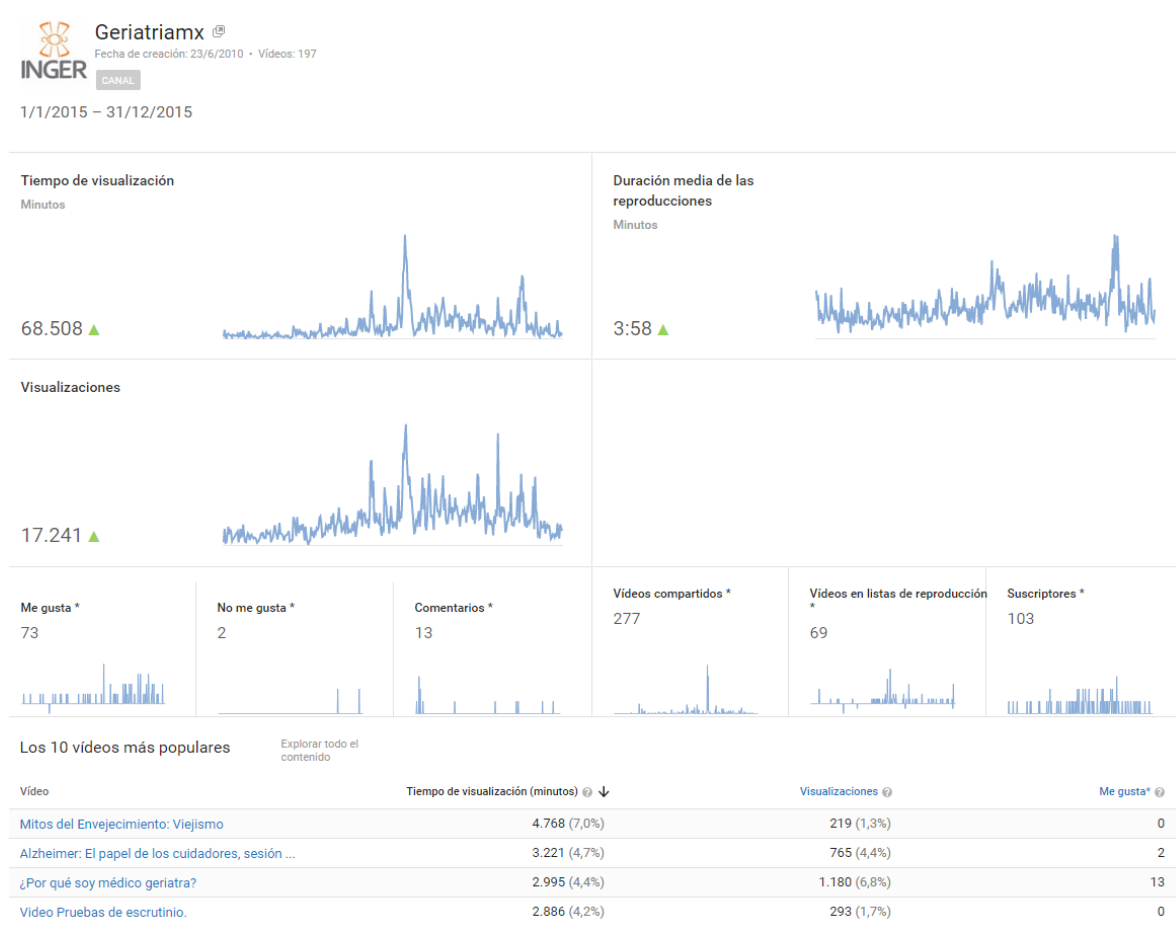 Geriatriamx
Fecha de creación: 23/6/2010 • Vídeos: 197
INGER
CANAL
1/1/2015 – 31/12/2015
Tiempo de visualización
Minutos
68.508
Duración media de las
reproducciones
Minutos
3:58
Visualizaciones
17.241
Me gusta *
73
No me gusta *
2
Comentarios *
13
Vídeos compartidos *
277
Vídeos en listas de reproducción
*
69
Suscriptores *
103
Los 10 vídeos más populares
Explorar todo el
contenido
Vídeo Tiempo de visualización (minutos) ? ↓ Visualizaciones ? Me gusta* ?
Mitos del Envejecimiento: Viejismo 4.768 (7,0%) 219 (1,3%) 0
Alzheimer: El papel de los cuidadores, sesión ... 3.221 (4,7%) 765 (4,4%) 2
¿Por qué soy médico geriatra? 2.995 (4,4%) 1.180 (6,8%) 13
Video Pruebas de escrutinio. 2.886 (4,2%) 293 (1,7%) 0